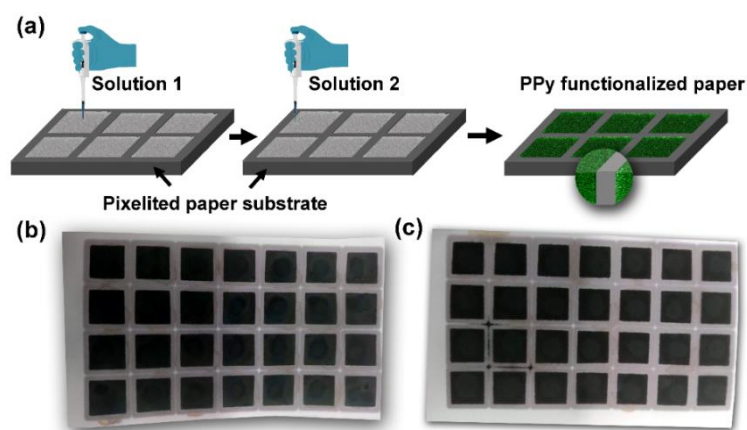 (a)
Solution 1
Solution 2
PPy functionalized paper
Pixelited paper substrate
(b)
(c)